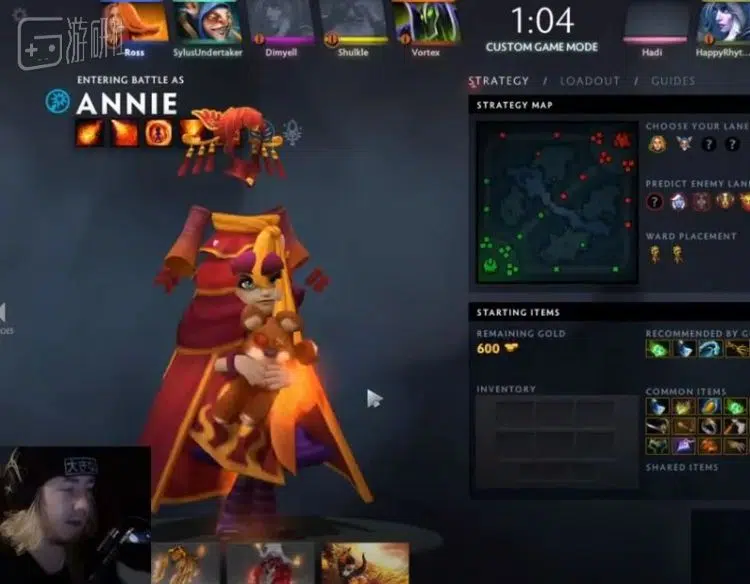 游研社
Ross
SylusUndertaker
Dimyell
Shulkle
Vortex
1:04
CUSTOM GAME MODE
Hadi
HappyRhyt...
ENTERING BATTLE AS
ANNIE
STRATEGY / LOADOUT / GUIDES
STRATEGY MAP
CHOOSE YOUR LANE
? ?
PREDICT ENEMY LAN
?
WARD PLACEMENT
STARTING ITEMS
REMAINING GOLD
600
RECOMMENDED BY G
INVENTORY
COMMON ITEMS
SHARED ITEMS